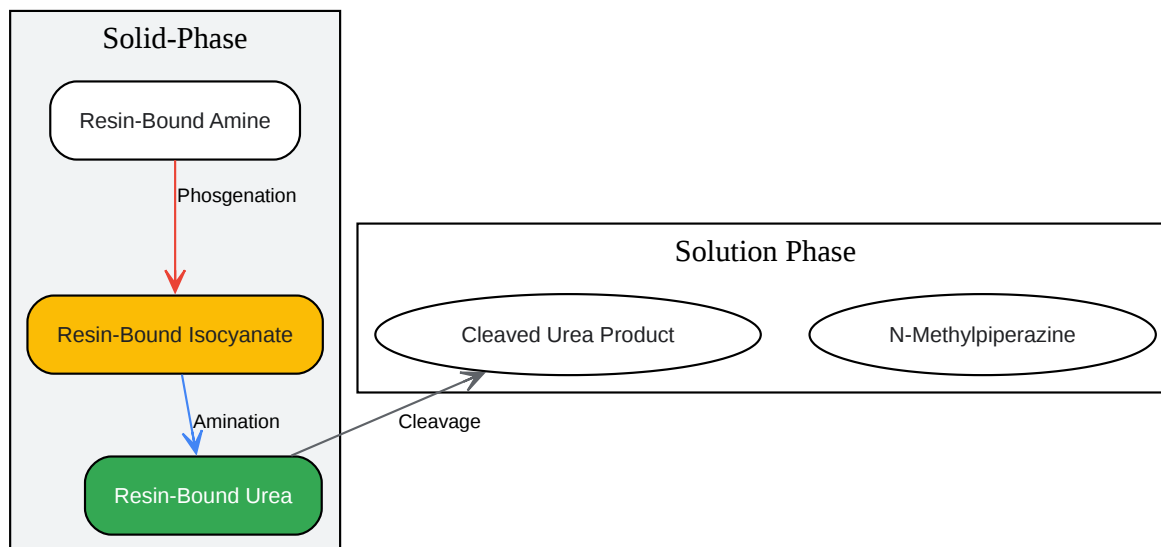 Solid-Phase
Resin-Bound Amine
Phosgenation
Solution Phase
Resin-Bound Isocyanate
Cleaved Urea Product
N-Methylpiperazine
Amination
Cleavage
Resin-Bound Urea